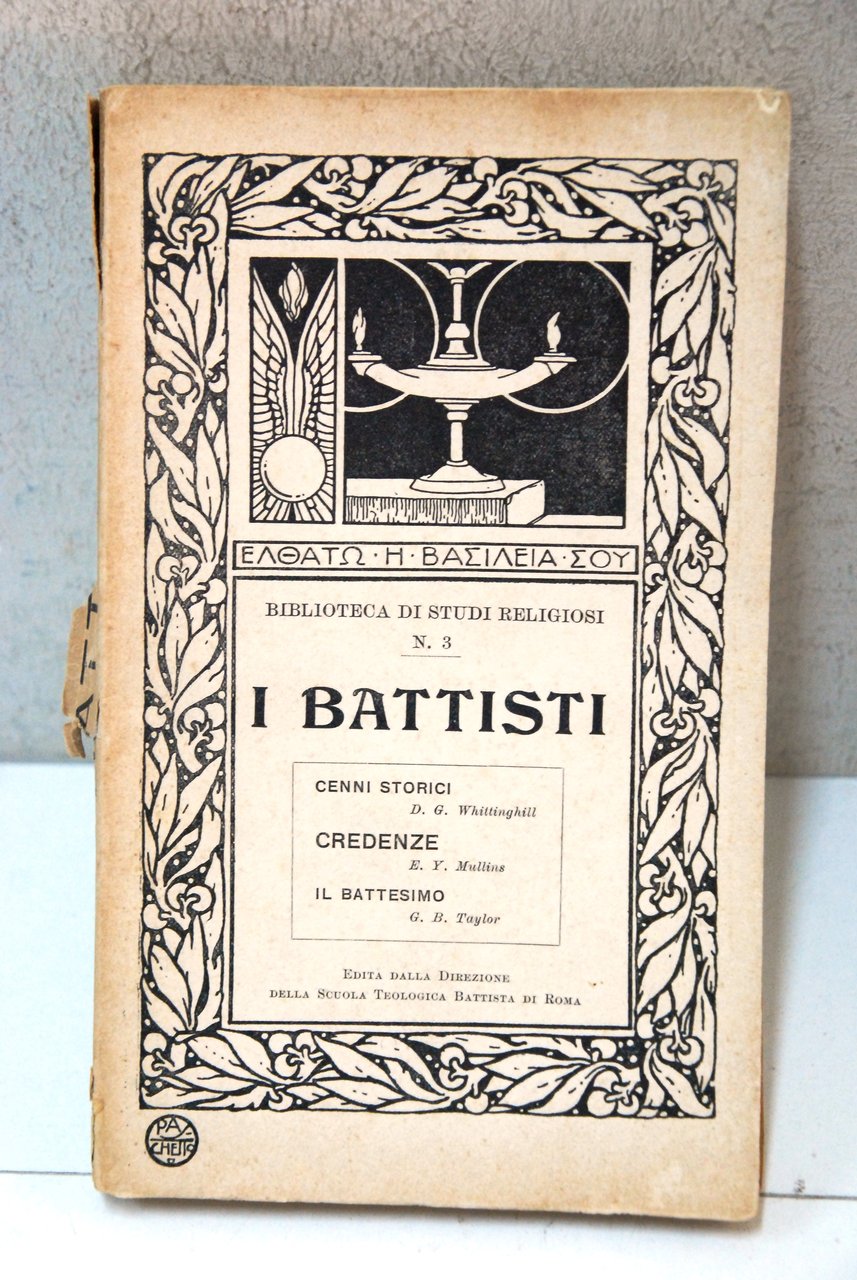 ΕΛΘΑΤΩ · Η · ΒΑΣΙΛΕΙΑ · ΣΟΥ
BIBLIOTECA DI STUDI RELIGIOSI
N. 3
I BATTISTI
CENNI STORICI
D. G. Whittinghill
CREDENZE
E. Y. Mullins
IL BATTESIMO
G. B. Taylor
EDITA DALLA DIREZIONE
DELLA SCUOLA TEOLOGICA BATTISTA DI ROMA
PA
CHETTO